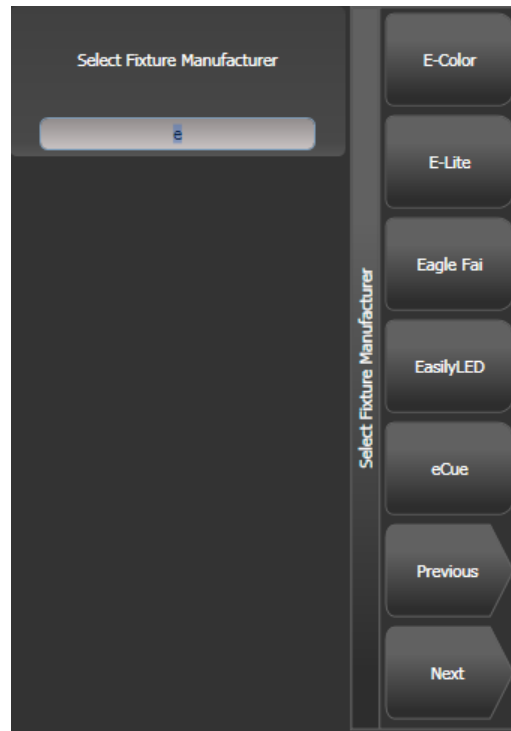 Select Fixture Manufacturer
e
Select Fixture Manufacturer
E-Color
E-Lite
Eagle Fai
EasilyLED
eCue
Previous
Next